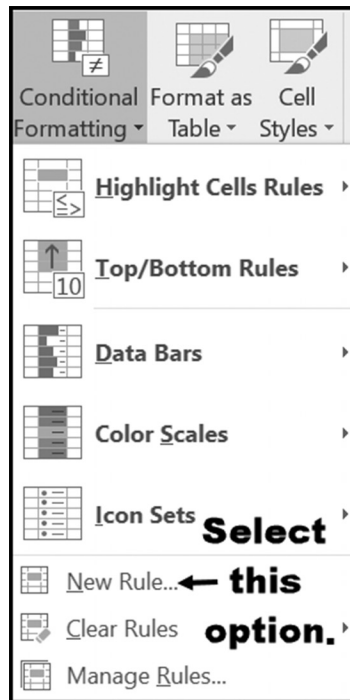 Conditional Formatting
Format as Table
Cell Styles
Highlight Cells Rules
Top/Bottom Rules
10
Data Bars
Color Scales
Icon Sets
New Rule...
Clear Rules
Manage Rules...
Select
this
option.